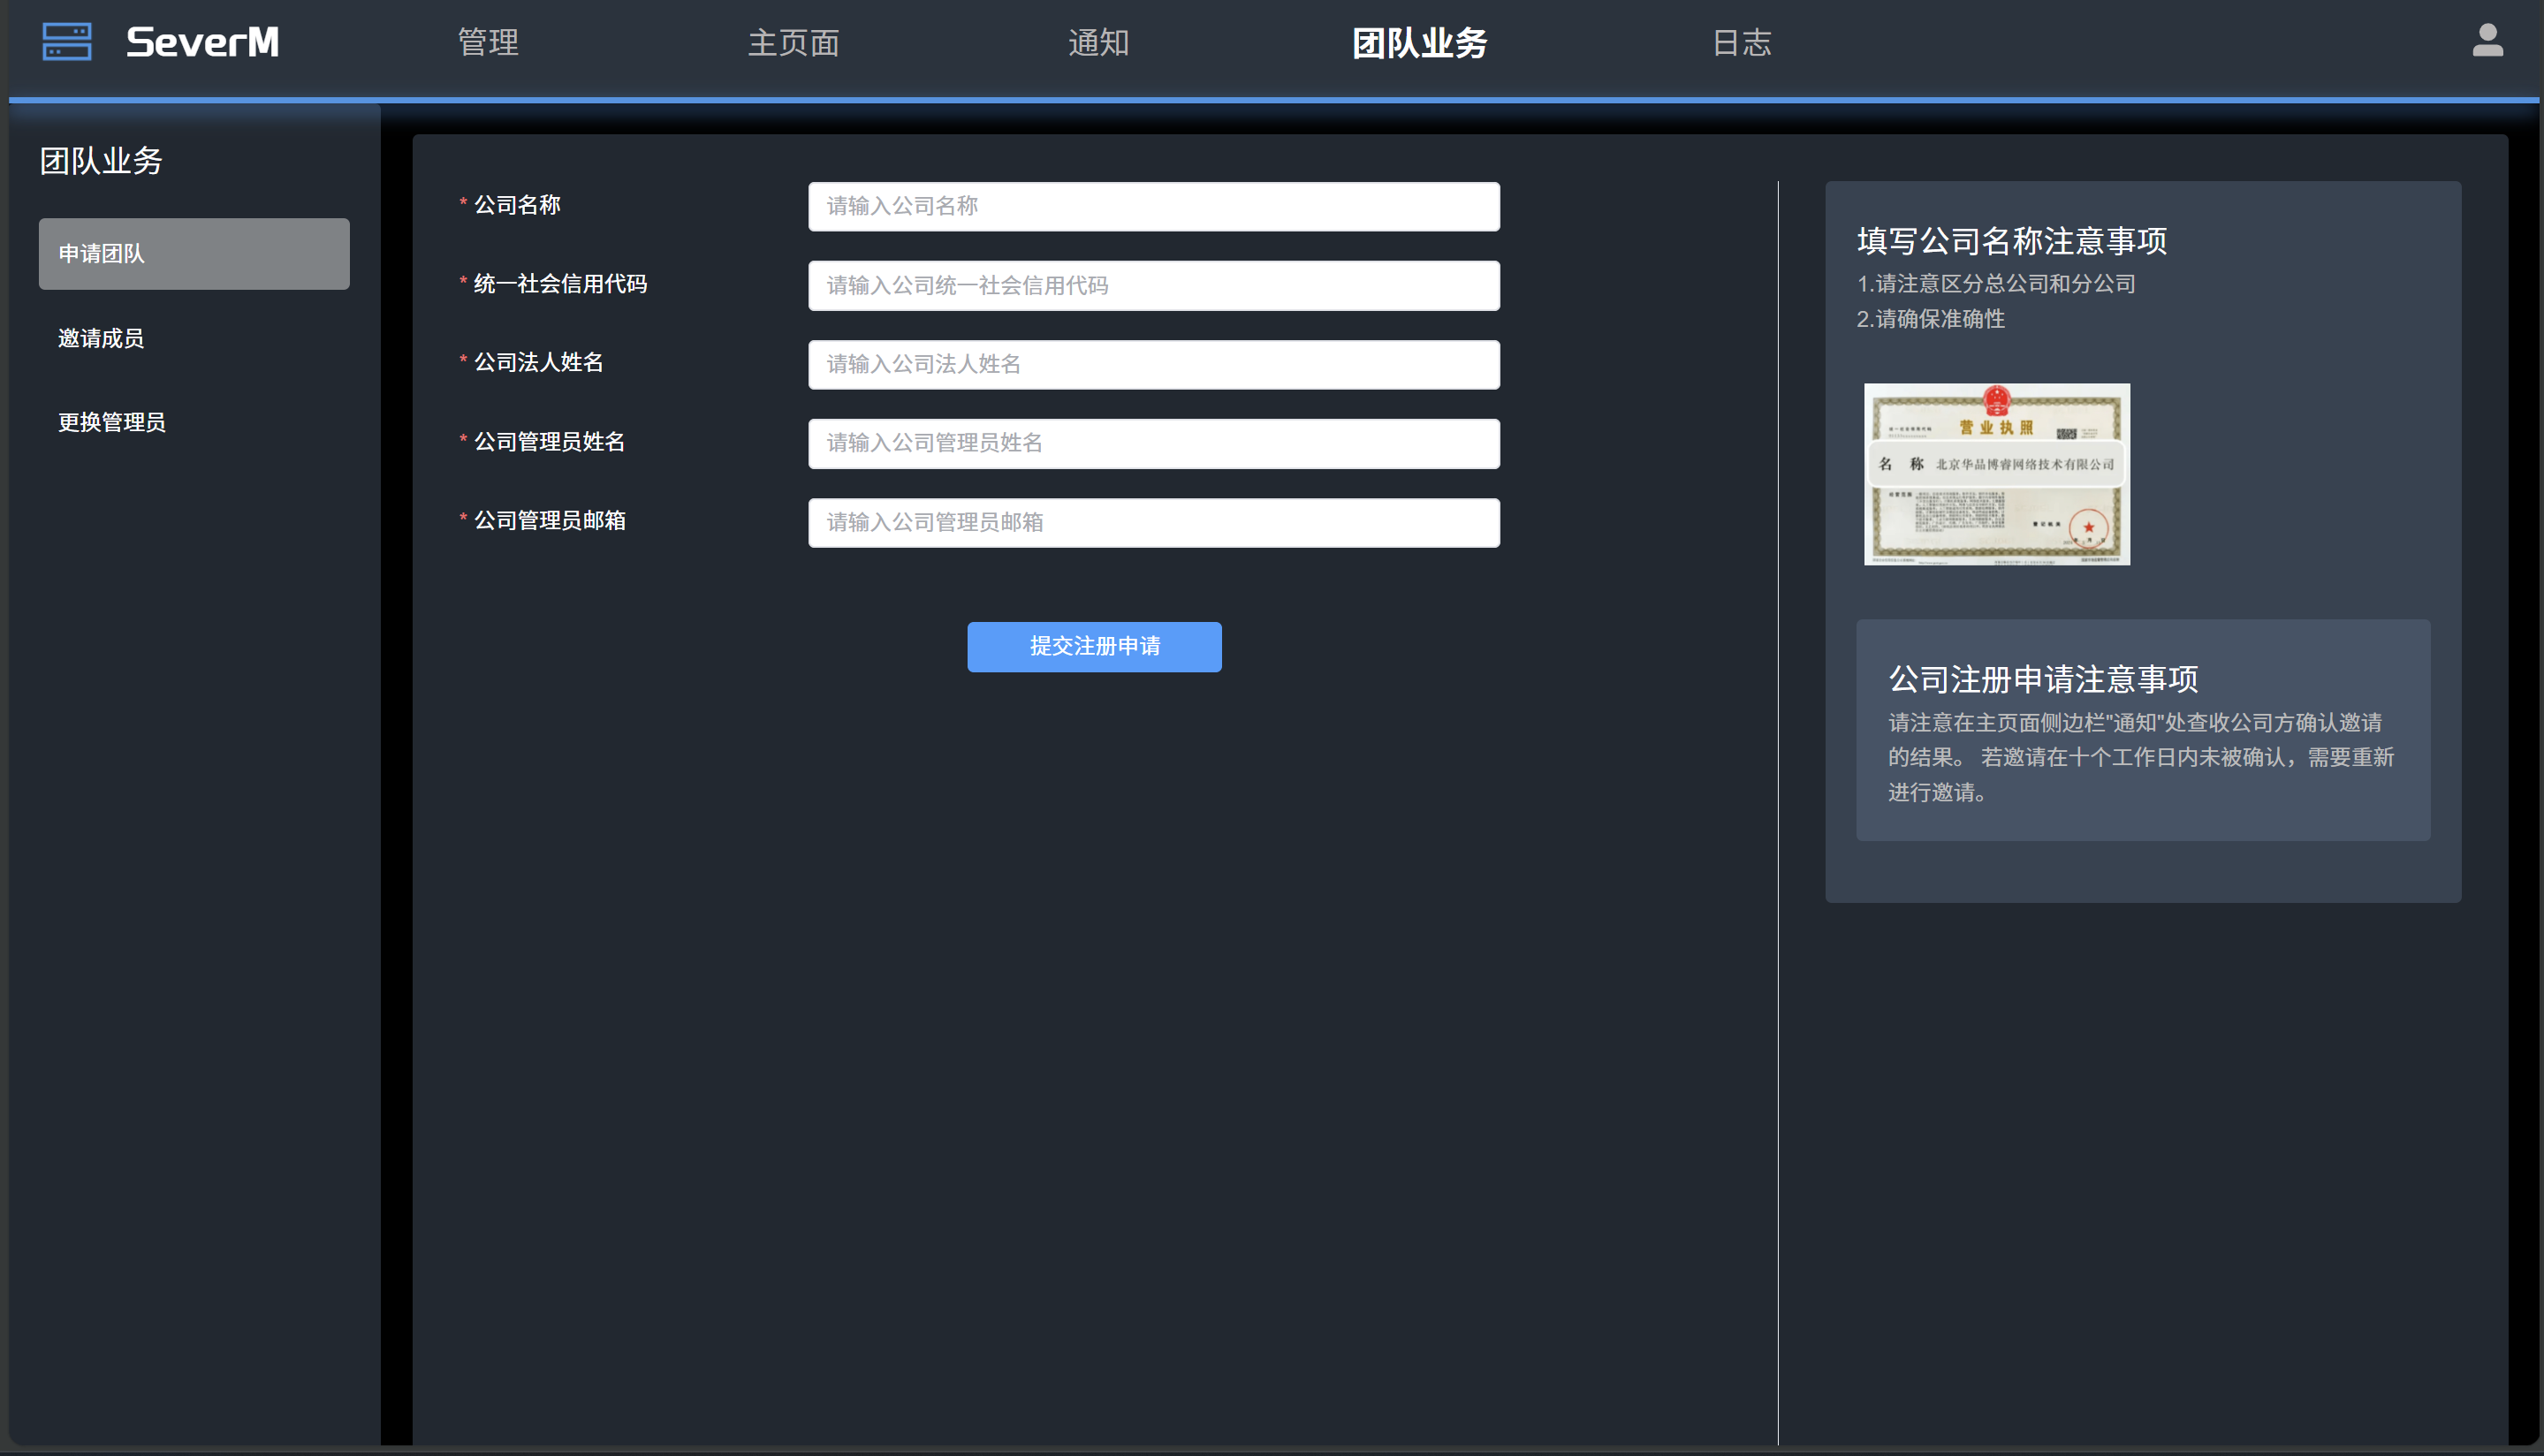 SeverM
管理
主页面
通知
团队业务
日志
团队业务
申请团队
邀请成员
更换管理员
* 公司名称
请输入公司名称
* 统一社会信用代码
请输入公司统一社会信用代码
* 公司法人姓名
请输入公司法人姓名
* 公司管理员姓名
请输入公司管理员姓名
* 公司管理员邮箱
请输入公司管理员邮箱
提交注册申请
填写公司名称注意事项
1.请注意区分总公司和分公司
2.请确保准确性
营业执照
名 称 北京华品博睿网络技术有限公司
公司注册申请注意事项
请注意在主页面侧边栏"通知"处查收公司方确认邀请
的结果。 若邀请在十个工作日内未被确认，需要重新
进行邀请。